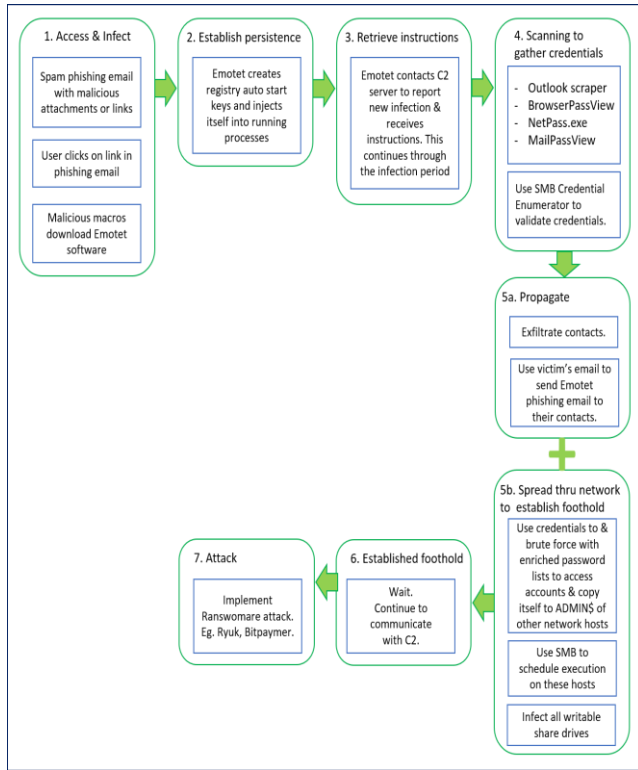 1. Access & Infect
Spam phishing email
with malicious
attachments or links
User clicks on link in
phishing email
Malicious macros
download Emotet
software
2. Establish persistence
Emotet creates
registry auto start
keys and injects
itself into running
processes
3. Retrieve instructions
Emotet contacts C2
server to report
new infection &
receives
instructions. This
continues through
the infection period
4. Scanning to
gather credentials
- Outlook scraper
- BrowserPassView
- NetPass.exe
- MailPassView
Use SMB Credential
Enumerator to
validate credentials.
5a. Propagate
Exfiltrate contacts.
Use victim's email to
send Emotet
phishing email to
their contacts.
5b. Spread thru network
to establish foothold
Use credentials to &
brute force with
enriched password
lists to access
accounts & copy
itself to ADMIN$ of
other network hosts
Use SMB to
schedule execution
on these hosts
Infect all writable
share drives
6. Established foothold
Wait.
Continue to
communicate
with C2.
7. Attack
Implement
Ranswomare attack.
Eg. Ryuk, Bitpaymer.